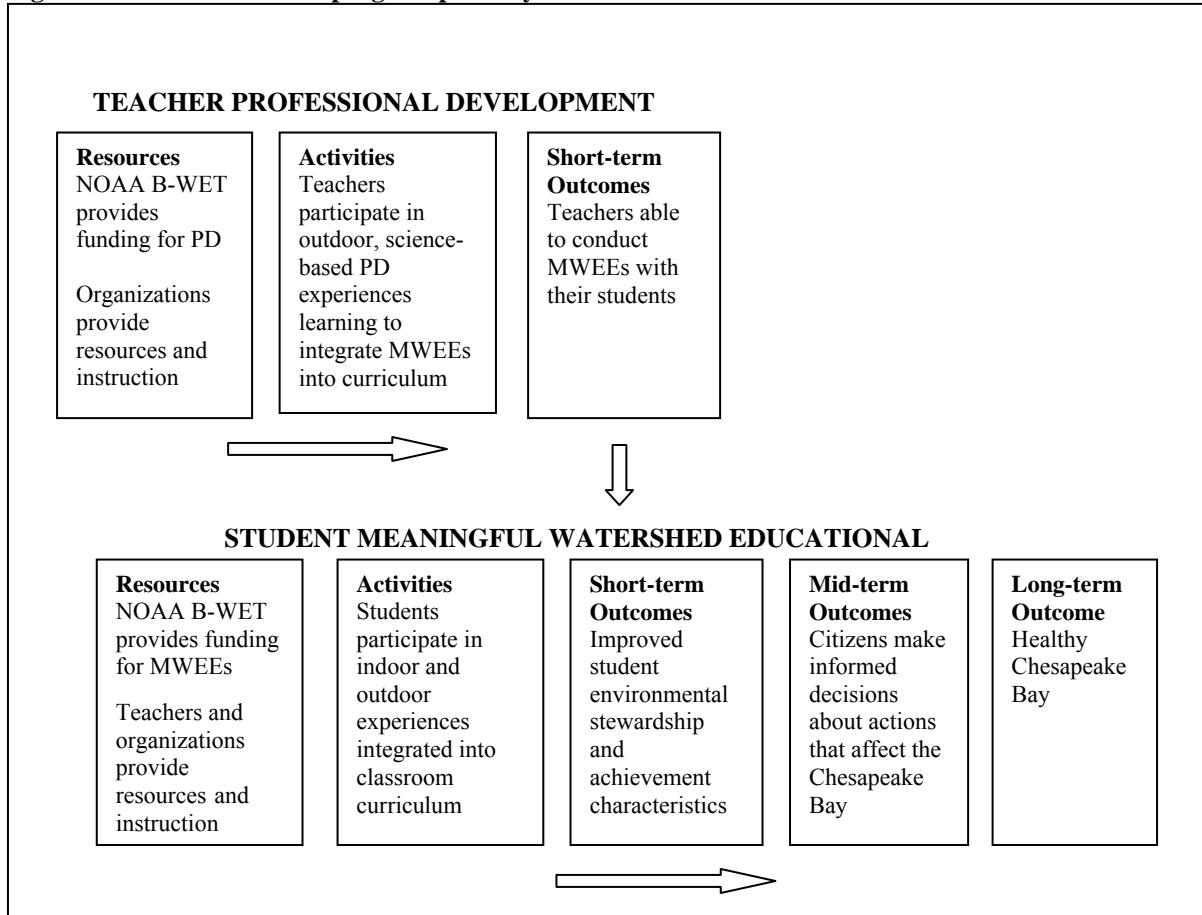 TEACHER PROFESSIONAL DEVELOPMENT
Resources
NOAA B-WET
provides
funding for PD
Organizations
provide
resources and
instruction
Activities
Teachers
participate in
outdoor, science-
based PD
experiences
learning to
integrate MWEEs
into curriculum
Short-term
Outcomes
Teachers able
to conduct
MWEEs with
their students
STUDENT MEANINGFUL WATERSHED EDUCATIONAL
Resources
NOAA B-WET
provides funding
for MWEEs
Teachers and
organizations
provide
resources and
instruction
Activities
Students
participate in
indoor and
outdoor
experiences
integrated into
classroom
curriculum
Short-term
Outcomes
Improved
student
environmental
stewardship
and
achievement
characteristics
Mid-term
Outcomes
Citizens make
informed
decisions
about actions
that affect the
Chesapeake
Bay
Long-term
Outcome
Healthy
Chesapeake
Bay